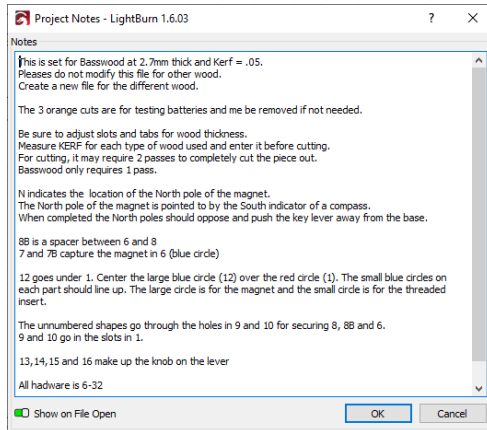 Project Notes - LightBurn 1.6.03
Notes
This is set for Basswood at 2.7mm thick and Kerf = .05.
Pleases do not modify this file for other wood.
Create a new file for the different wood.
The 3 orange cuts are for testing batteries and me be removed if not needed.
Be sure to adjust slots and tabs for wood thickness.
Measure KERF for each type of wood used and enter it before cutting.
For cutting, it may require 2 passes to completely cut the piece out.
Basswood only requires 1 pass.
N indicates the location of the North pole of the magnet.
The North pole of the magnet is pointed to by the South indicator of a compass.
When completed the North poles should oppose and push the key lever away from the base.
8B is a spacer between 6 and 8
7 and 7B capture the magnet in 6 (blue circle)
12 goes under 1. Center the large blue circle (12) over the red circle (1). The small blue circles on
each part should line up. The large circle is for the magnet and the small circle is for the threaded
insert.
The unnumbered shapes go through the holes in 9 and 10 for securing 8, 8B and 6.
9 and 10 go in the slots in 1.
13,14,15 and 16 make up the knob on the lever
All hadware is 6-32
Show on File Open
OK
Cancel